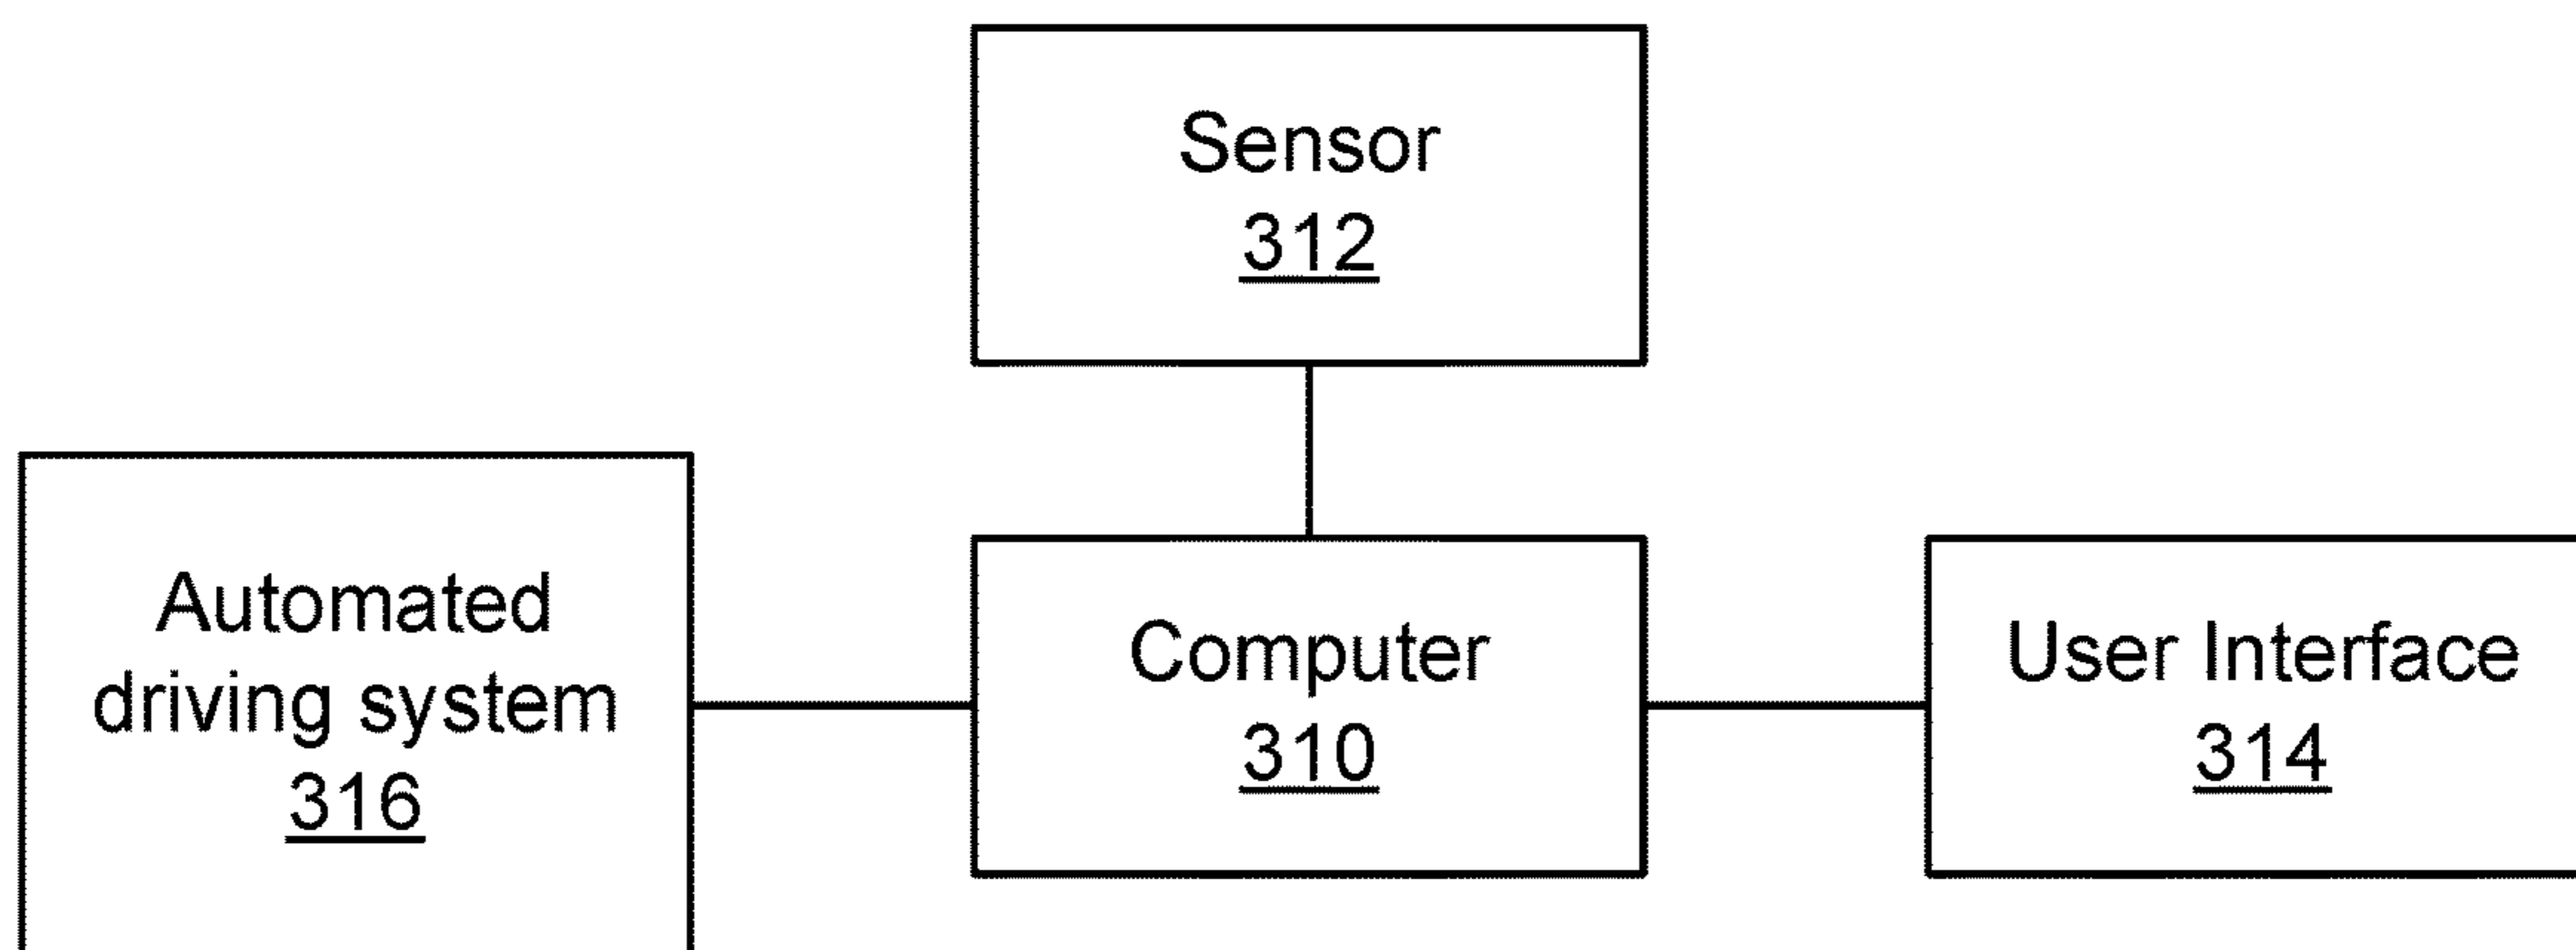 Sensor
312
Automated
driving system
316
Computer
310
User Interface
314